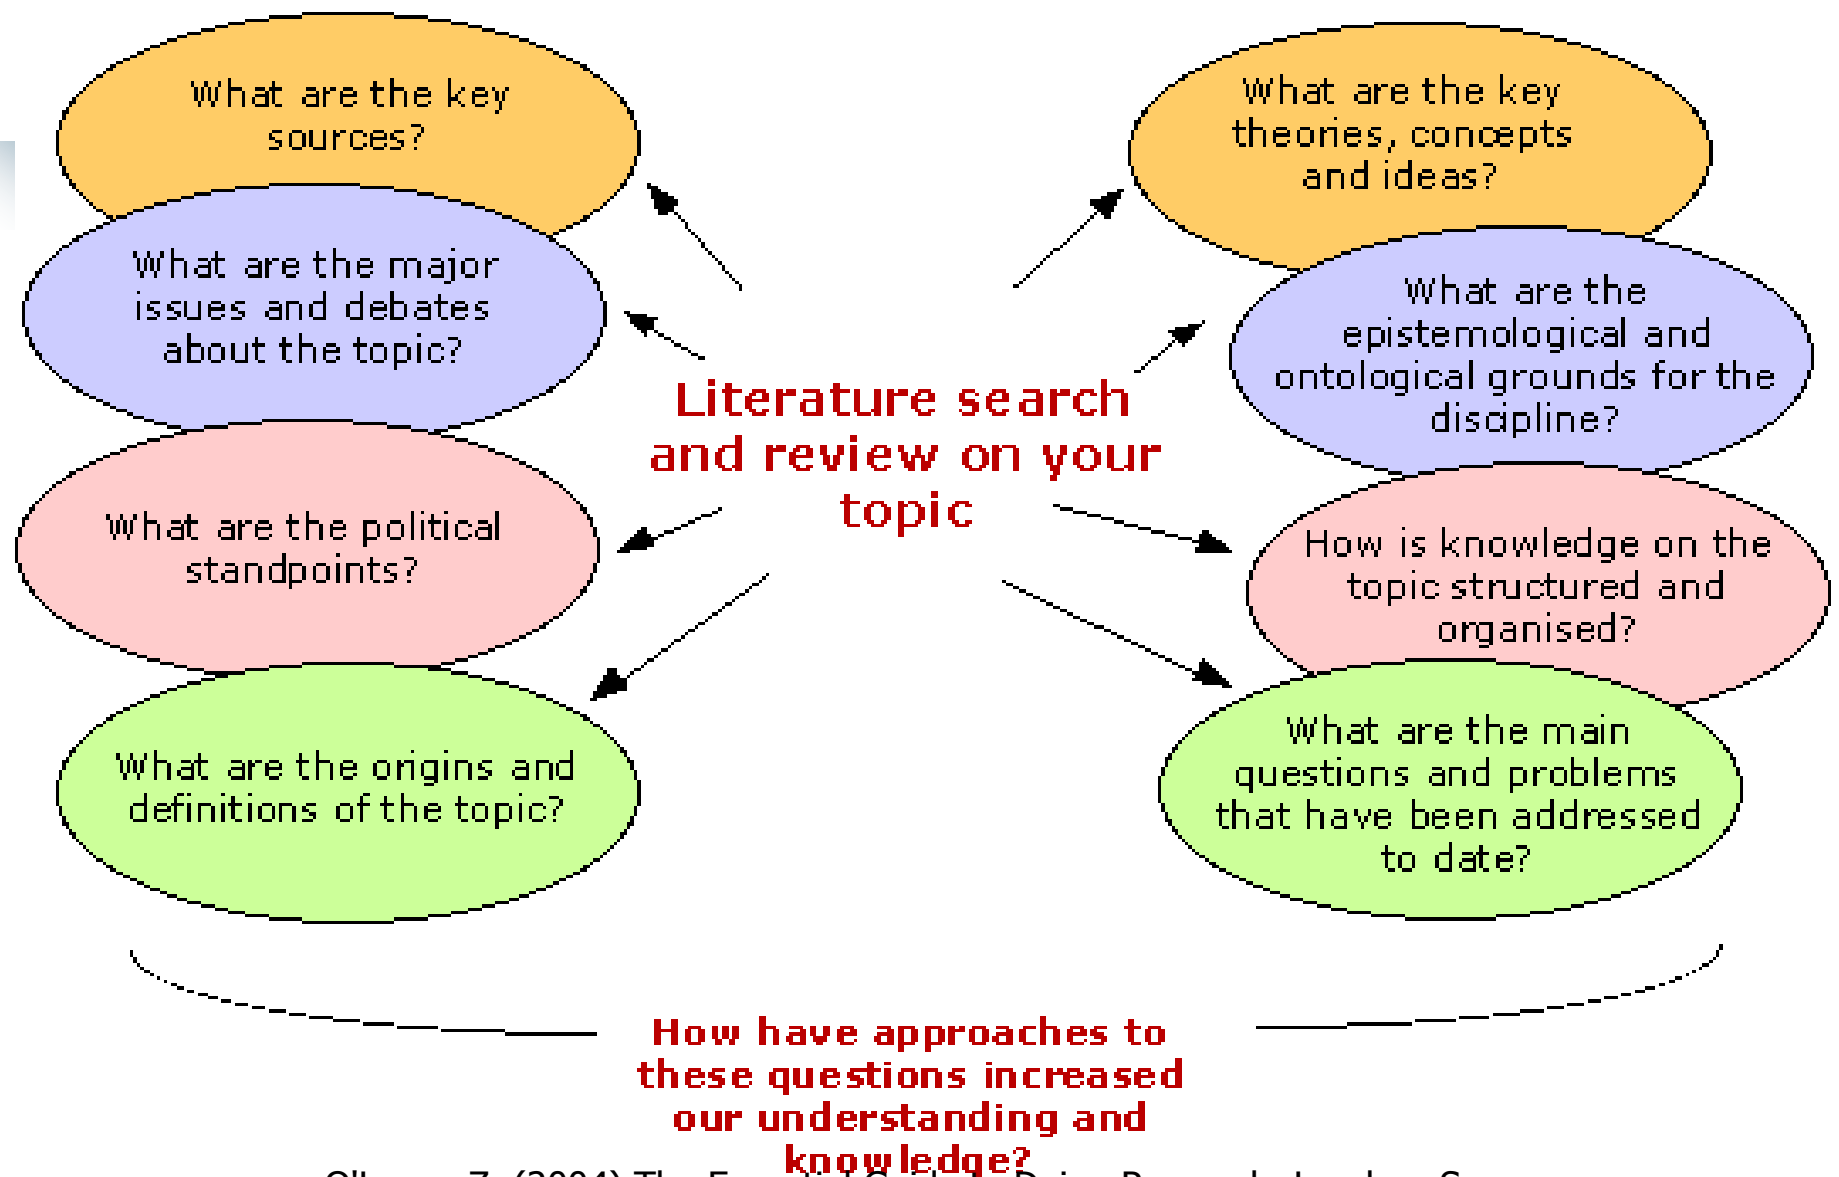 What are the key
sources?
What are the major
issues and debates
about the topic?
What are the political
standpoints?
What are the origins and
definitions of the topic?
Literature search
and review on your
topic
What are the key
theories, concepts
and ideas?
What are the
epistemological and
ontological grounds for the
discipline?
How is knowledge on the
topic structured and
organised?
What are the main
questions and problems
that have been addressed
to date?
How have approaches to
these questions increased
our understanding and
knowledge?
(2004) The